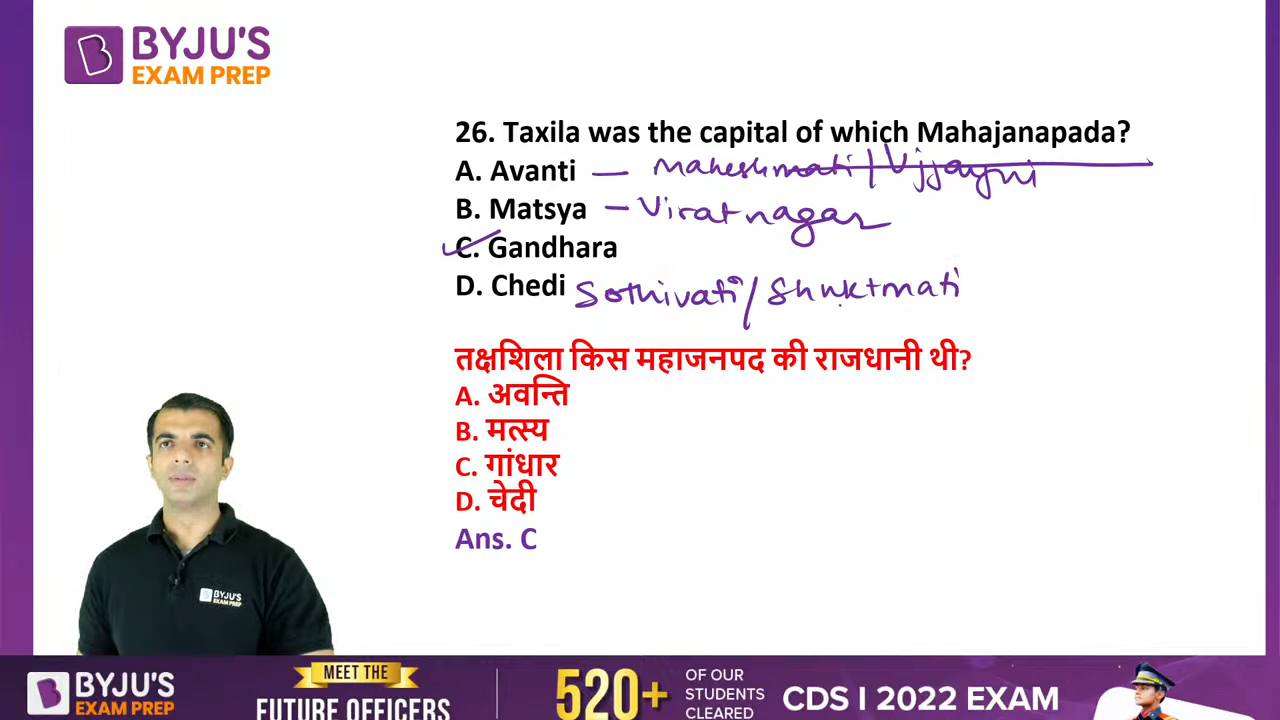 BYJU'S
EXAM PREP
26. Taxila was the capital of which Mahajanapada?
A. Avanti — Maheshmati / Ujjayni
B. Matsya – Viratnagar
C. Gandhara
D. Chedi Sothivati / Shuktmati
तक्षशिला किस महाजनपद की राजधानी थी?
A. अवन्ति
B. मत्स्य
C. गांधार
D. चेदी
Ans. C
BYJU'S
EXAM PREP
BYJU'S
EXAM PREP
MEET THE
FUTURE OFFICERS
520+
OF OUR
STUDENTS
CLEARED
CDS I 2022 EXAM